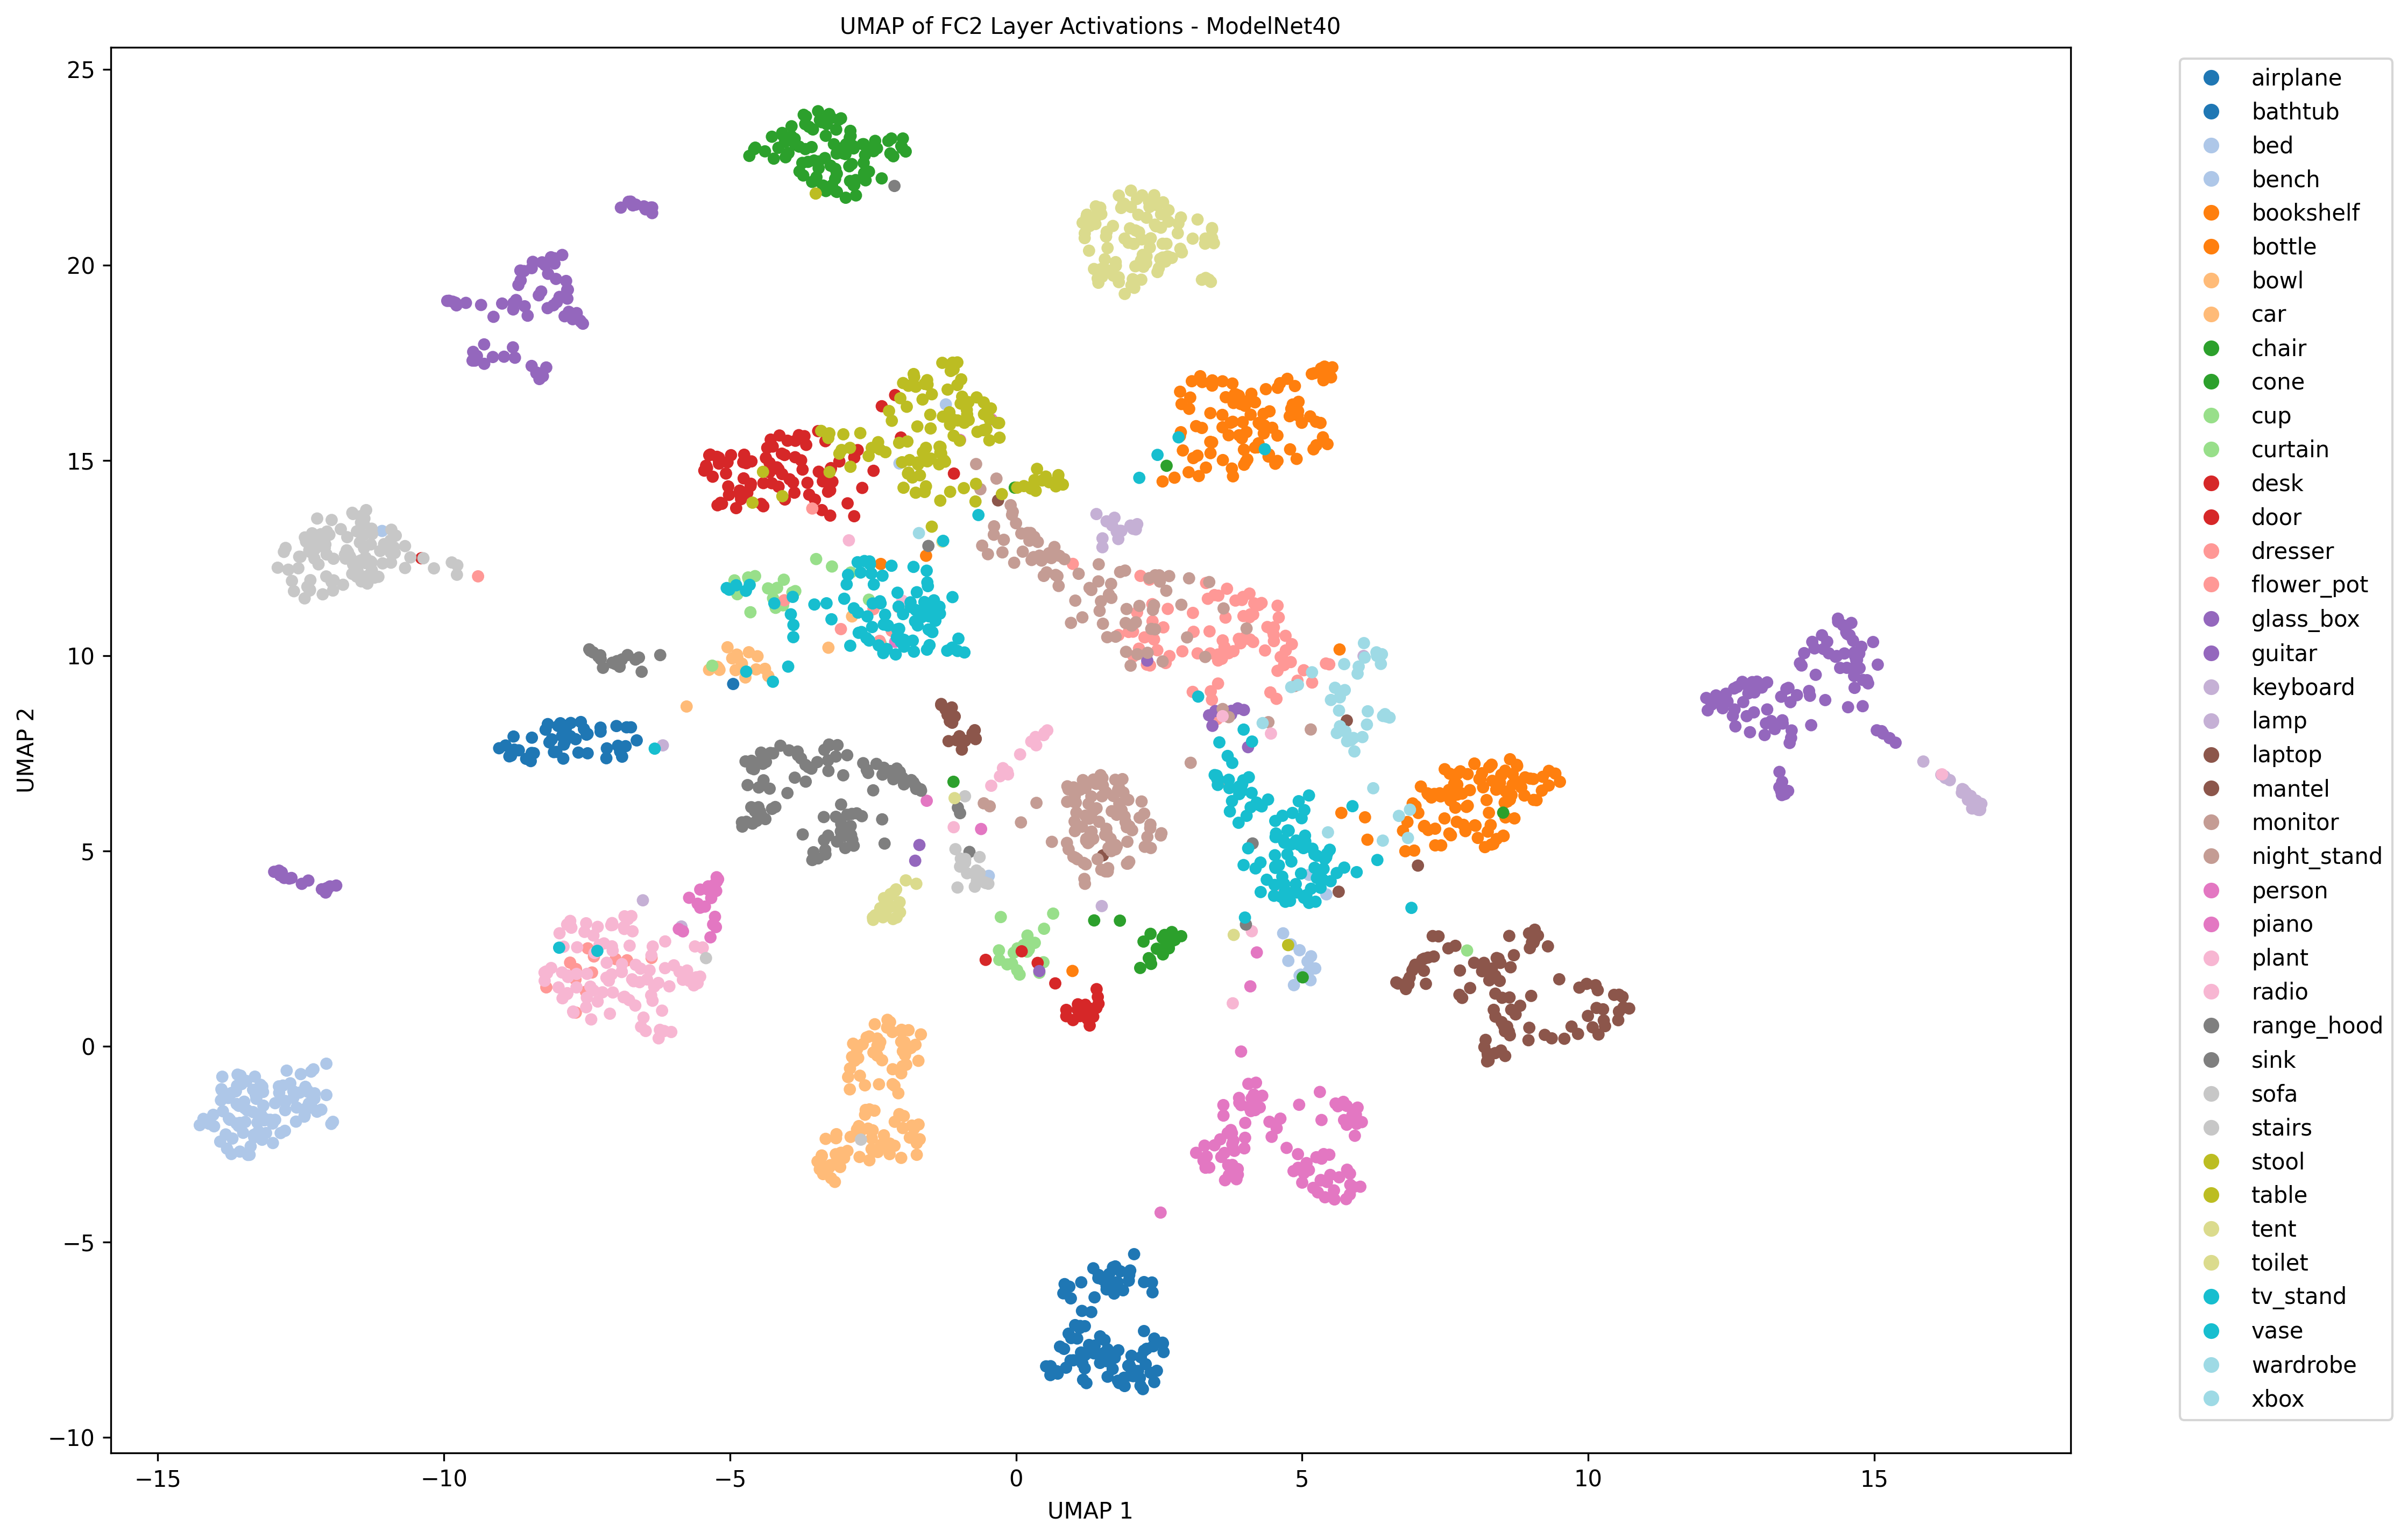 UMAP of FC2 Layer Activations - ModelNet40
25
20
15
10
5
0
−5
−10
UMAP 2
−15
−10
−5
0
5
10
15
UMAP 1
airplane
bathtub
bed
bench
bookshelf
bottle
bowl
car
chair
cone
cup
curtain
desk
door
dresser
flower_pot
glass_box
guitar
keyboard
lamp
laptop
mantel
monitor
night_stand
person
piano
plant
radio
range_hood
sink
sofa
stairs
stool
table
tent
toilet
tv_stand
vase
wardrobe
xbox